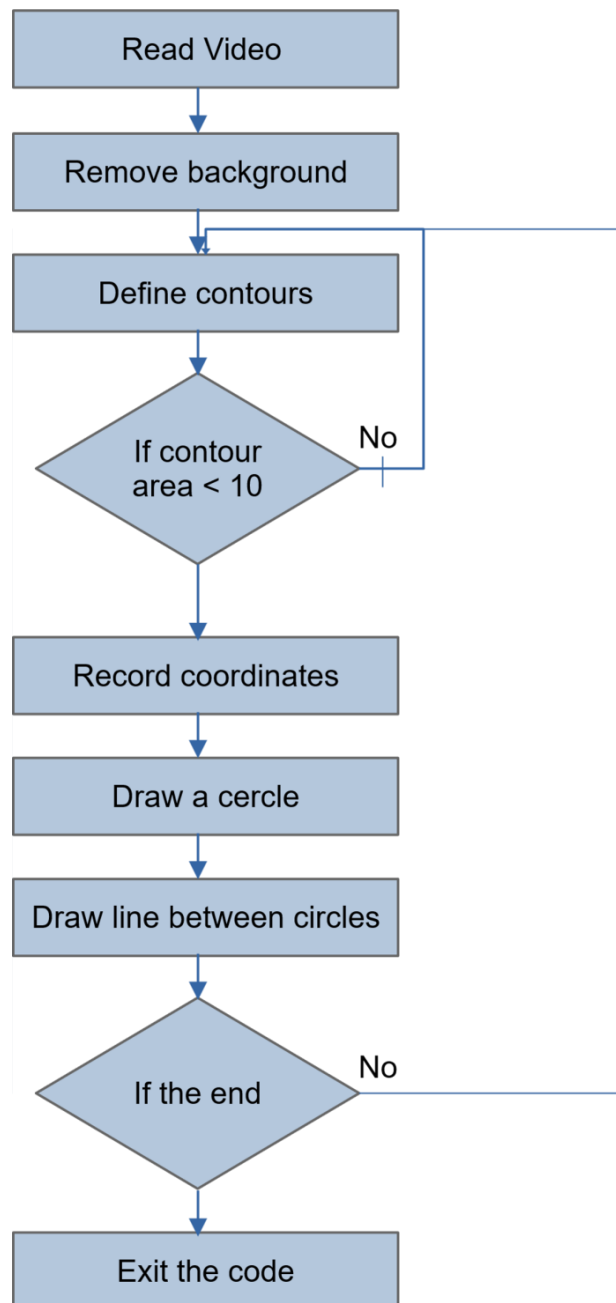 Read Video
Remove background
Define contours
If contour
area < 10
No
Record coordinates
Draw a cercle
Draw line between circles
If the end
No
Exit the code